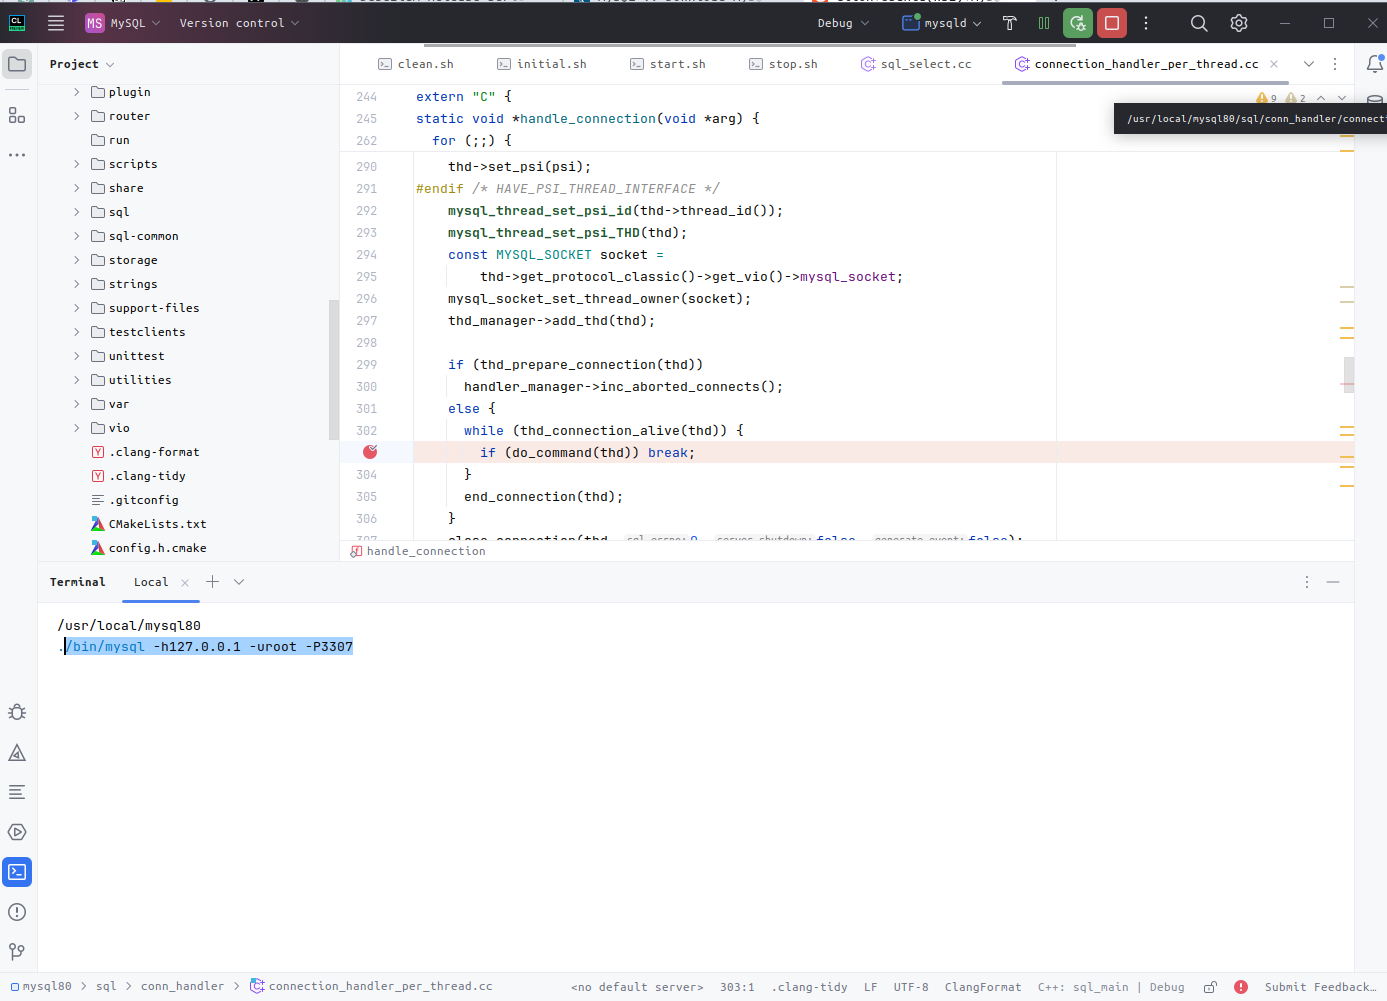 CL
MS MySQL Version control Debug mysqld
Project
clean.sh initial.sh start.sh stop.sh sql_select.cc connection_handler_per_thread.cc
plugin
router
run
scripts
share
sql
sql-common
storage
strings
support-files
testclients
unittest
utilities
var
vio
.clang-format
.clang-tidy
.gitconfig
CMakeLists.txt
config.h.cmake
9 2
/usr/local/mysql80/sql/conn_handler/connect
244 extern "C" {
245 static void *handle_connection(void *arg) {
262 for (;;) {
290 thd->set_psi(psi);
291 #endif /* HAVE_PSI_THREAD_INTERFACE */
292 mysql_thread_set_psi_id(thd->thread_id());
293 mysql_thread_set_psi_THD(thd);
294 const MYSQL_SOCKET socket =
295 thd->get_protocol_classic()->get_vio()->mysql_socket;
296 mysql_socket_set_thread_owner(socket);
297 thd_manager->add_thd(thd);
298
299 if (thd_prepare_connection(thd))
300 handler_manager->inc_aborted_connects();
301 else {
302 while (thd_connection_alive(thd)) {
if (do_command(thd)) break;
304 }
305 end_connection(thd);
306 }
handle_connection
Terminal Local
/usr/local/mysql80
./bin/mysql -h127.0.0.1 -uroot -P3307
mysql80 > sql > conn_handler > connection_handler_per_thread.cc <no default server> 303:1 .clang-tidy LF UTF-8 ClangFormat C++: sql_main | Debug Submit Feedback…